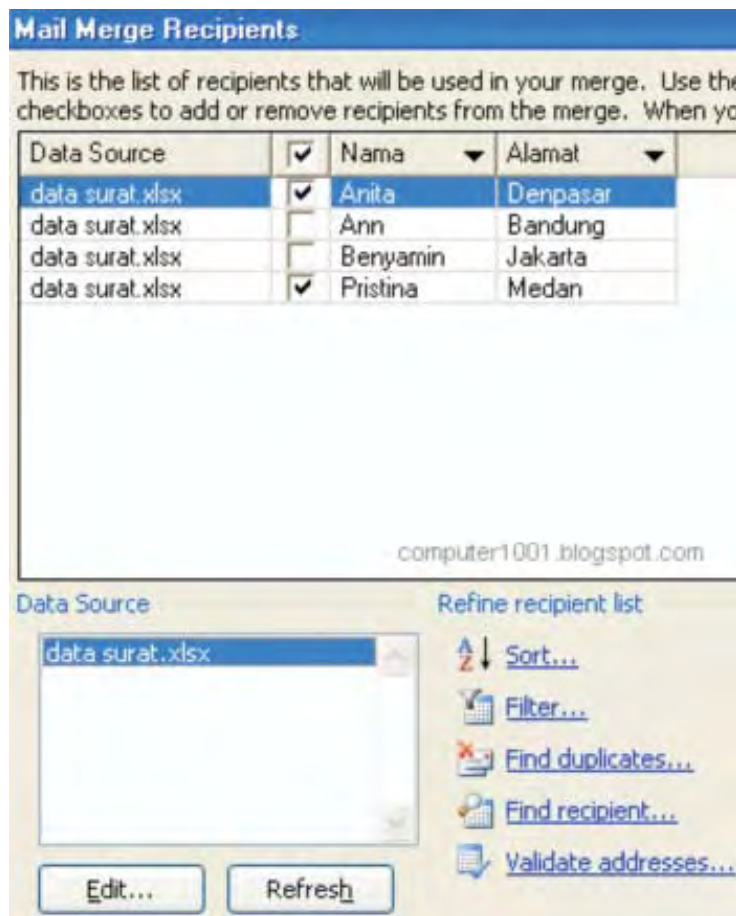 Mail Merge Recipients
This is the list of recipients that will be used in your merge. Use the
checkboxes to add or remove recipients from the merge. When yo
Data Source Nama Alamat
data surat.xlsx Anita Denpasar
data surat.xlsx Ann Bandung
data surat.xlsx Benyamin Jakarta
data surat.xlsx Pristina Medan
computer1001.blogspot.com
Data Source Refine recipient list
data surat.xlsx
Sort...
Filter...
Find duplicates...
Find recipient...
Validate addresses...
Edit... Refresh